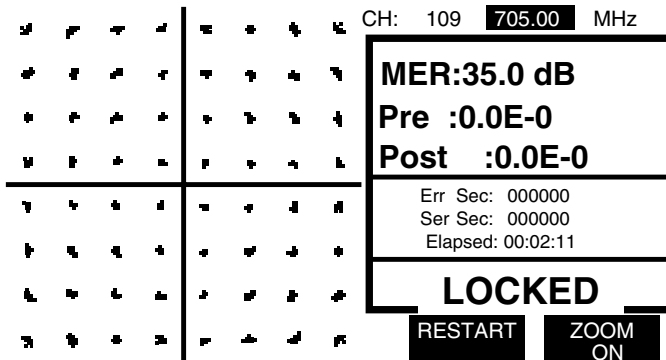 CH: 109 705.00 MHz
MER:35.0 dB
Pre :0.0E-0
Post :0.0E-0
Err Sec: 000000
Ser Sec: 000000
Elapsed: 00:02:11
LOCKED
RESTART
ZOOM
ON